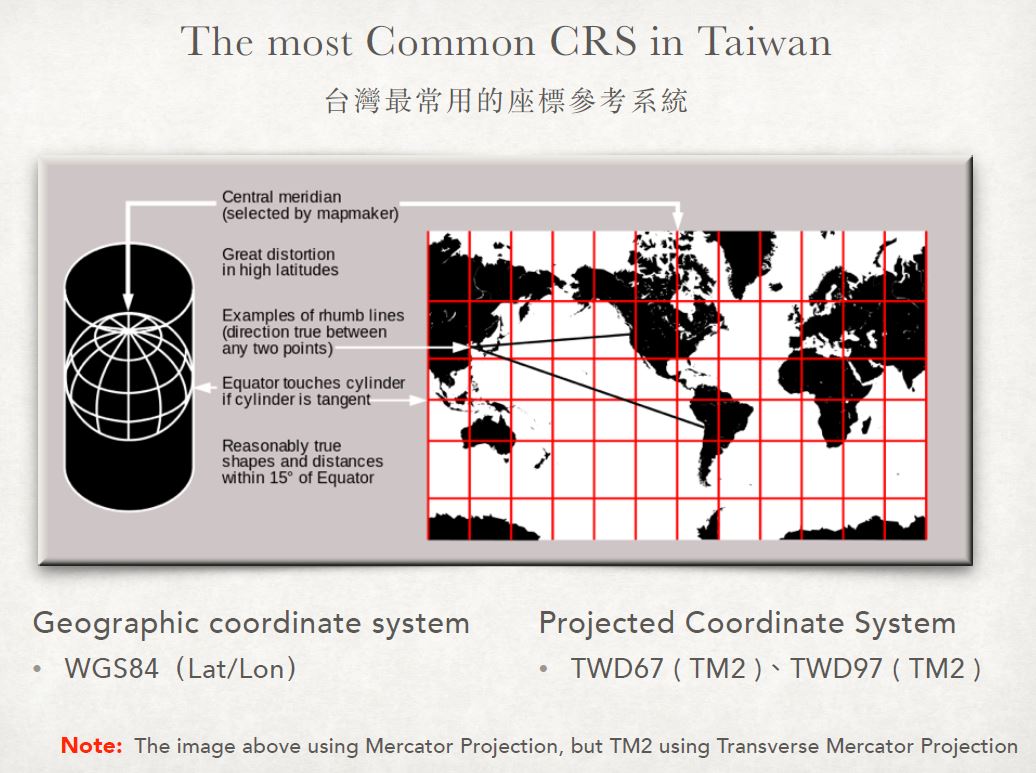 The most Common CRS in Taiwan
台灣最常用的座標參考系統
Central meridian
(selected by mapmaker)
Great distortion
in high latitudes
Examples of rhumb lines
(direction true between
any two points)
Equator touches cylinder
if cylinder is tangent
Reasonably true
shapes and distances
within 15° of Equator
Geographic coordinate system
• WGS84（Lat/Lon）
Projected Coordinate System
• TWD67 ( TM2 )、TWD97 ( TM2 )
Note: The image above using Mercator Projection, but TM2 using Transverse Mercator Projection